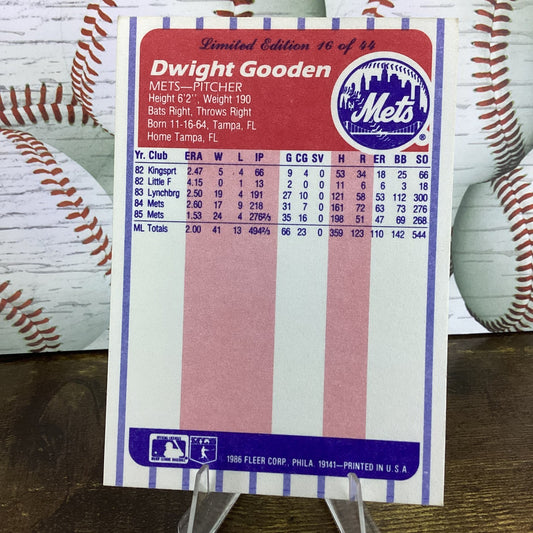 Limited Edition 16 of 44
Dwight Gooden
METS—PITCHER
Height 6'2'', Weight 190
Bats Right, Throws Right
Born 11-16-64, Tampa, FL
Home Tampa, FL
Mets
®
Yr. Club ERA W L IP G CG SV H R ER BB SO
82 Kingsprt 2.47 5 4 66 9 4 0 53 34 18 25 66
82 Little F 4.15 0 1 13 2 0 0 11 6 6 3 18
83 Lynchbrg 2.50 19 4 191 27 10 0 121 58 53 112 300
84 Mets 2.60 17 9 218 31 7 0 161 72 63 73 276
85 Mets 1.53 24 4 276⅔ 35 16 0 198 51 47 69 268
ML Totals 2.00 41 13 494⅔ 66 23 0 359 123 110 142 544
1986 FLEER CORP., PHILA. 19141—PRINTED IN U.S.A.